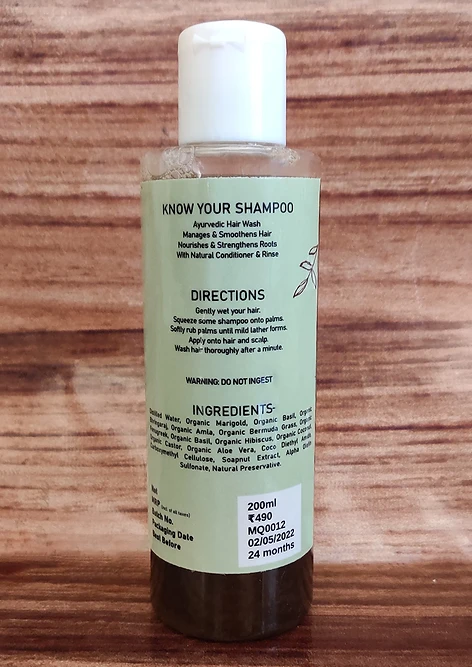 KNOW YOUR SHAMPOO
Ayurvedic Hair Wash
Manages & Smoothens Hair
Nourishes & Strengthens Roots
With Natural Conditioner & Rinse
DIRECTIONS
Gently wet your hair.
Squeeze some shampoo onto palms.
Softly rub palms until mild lather forms.
Apply onto hair and scalp.
Wash hair thoroughly after a minute.
WARNING: DO NOT INGEST
INGREDIENTS-
Distilled Water, Organic Marigold, Organic Basil, Organic
Bhringaraj, Organic Amla, Organic Bermuda Grass, Organic
Fenugreek, Organic Basil, Organic Hibiscus, Organic Coconut,
Organic Castor, Organic Aloe Vera, Coco Diethyl Amide,
Carboxymethyl Cellulose, Soapnut Extract, Alpha Olefin
Sulfonate, Natural Preservative.
Net 200ml
MRP (incl. of all taxes) ₹490
Batch No. MQ0012
Packaging Date 02/05/2022
Best Before 24 months